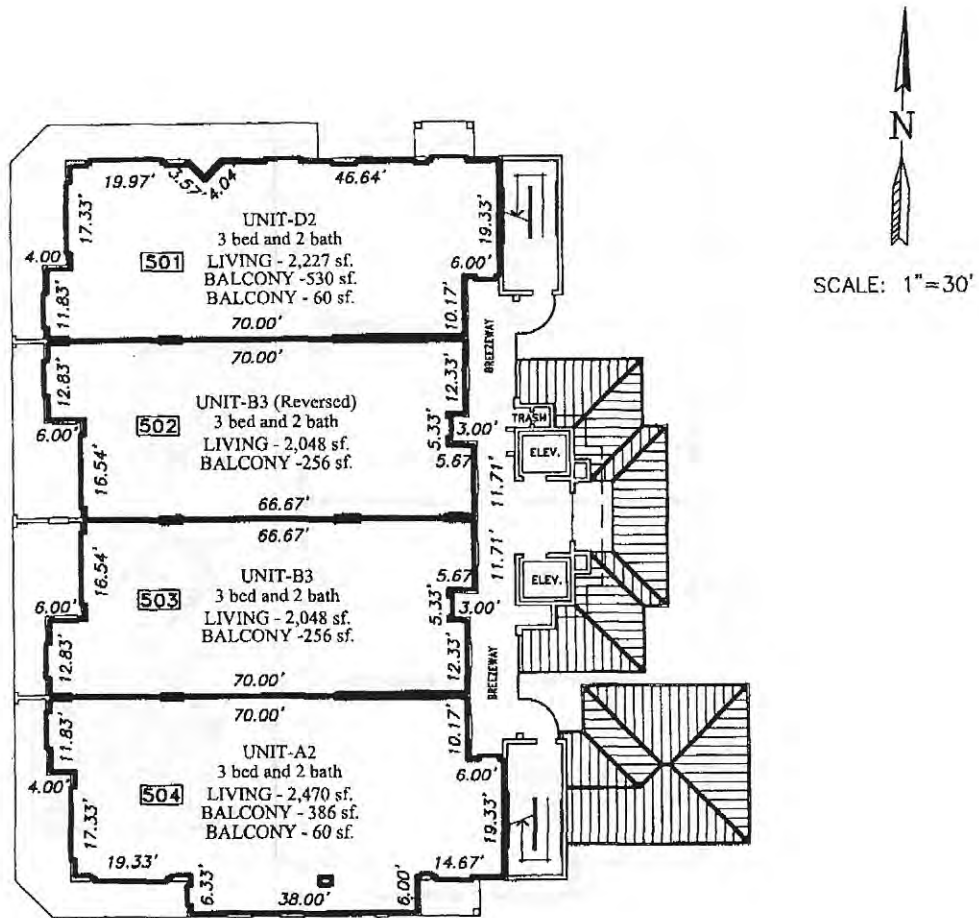 N
SCALE: 1"=30'
19.97'
3.57'
4.04'
46.64'
17.33'
19.33'
UNIT-D2
3 bed and 2 bath
501
LIVING - 2,227 sf.
BALCONY -530 sf.
BALCONY - 60 sf.
4.00'
6.00'
11.83'
10.17'
70.00'
BREEZEWAY
70.00'
12.83'
12.33'
UNIT-B3 (Reversed)
3 bed and 2 bath
502
LIVING - 2,048 sf.
BALCONY -256 sf.
6.00'
5.33'
3.00'
5.67
TRASH
ELEV.
16.54'
11.71'
66.67'
66.67'
16.54'
11.71'
UNIT-B3
3 bed and 2 bath
503
LIVING - 2,048 sf.
BALCONY -256 sf.
5.67
ELEV.
6.00'
5.33'
3.00'
12.83'
12.33'
BREEZEWAY
70.00'
70.00'
11.83'
10.17'
UNIT-A2
3 bed and 2 bath
504
LIVING - 2,470 sf.
BALCONY - 386 sf.
BALCONY - 60 sf.
4.00'
6.00'
17.33'
19.33'
19.33'
14.67'
6.33'
38.00'
6.00'